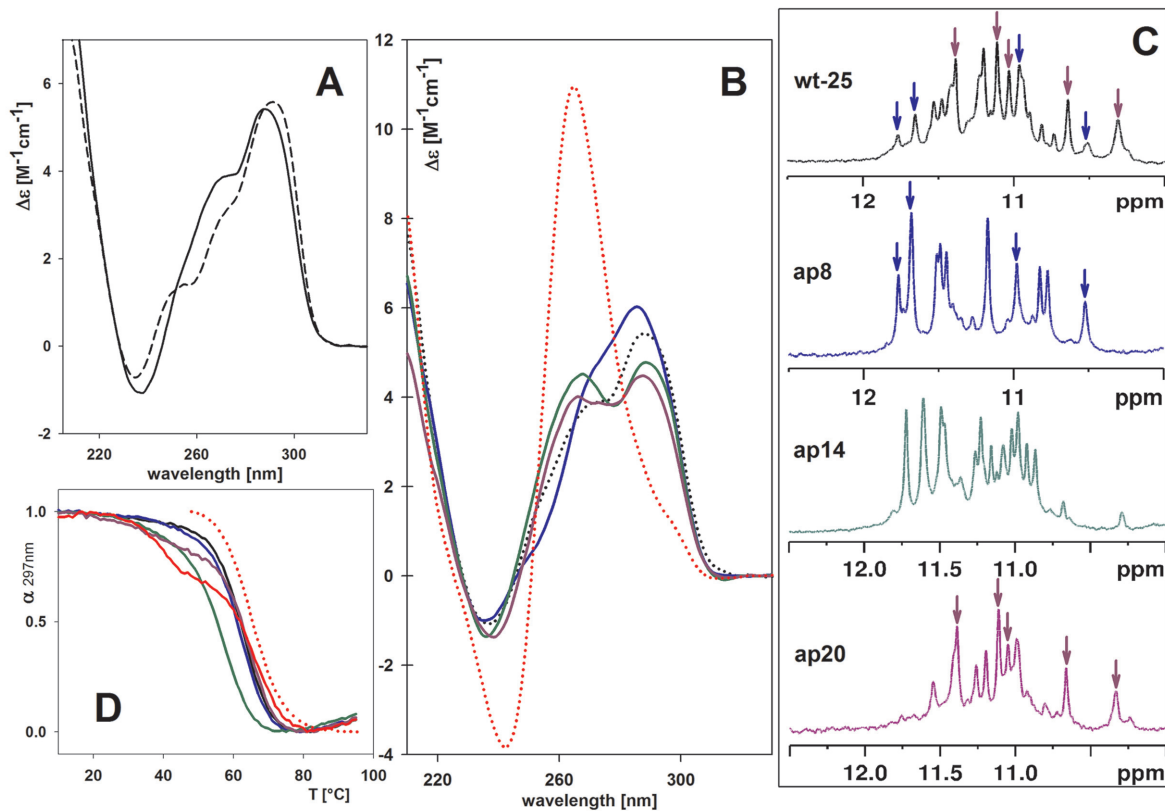 A
Δε [M⁻¹cm⁻¹]
6
4
2
0
-2
220
260
300
wavelength [nm]
B
Δε [M⁻¹cm⁻¹]
12
10
8
6
4
2
0
-2
-4
220
260
300
wavelength [nm]
C
wt-25
12
11
ppm
ap8
12
11
ppm
ap14
12.0
11.5
11.0
ppm
ap20
12.0
11.5
11.0
ppm
D
α 297nm
1.0
0.5
0.0
20
40
60
80
100
T [°C]